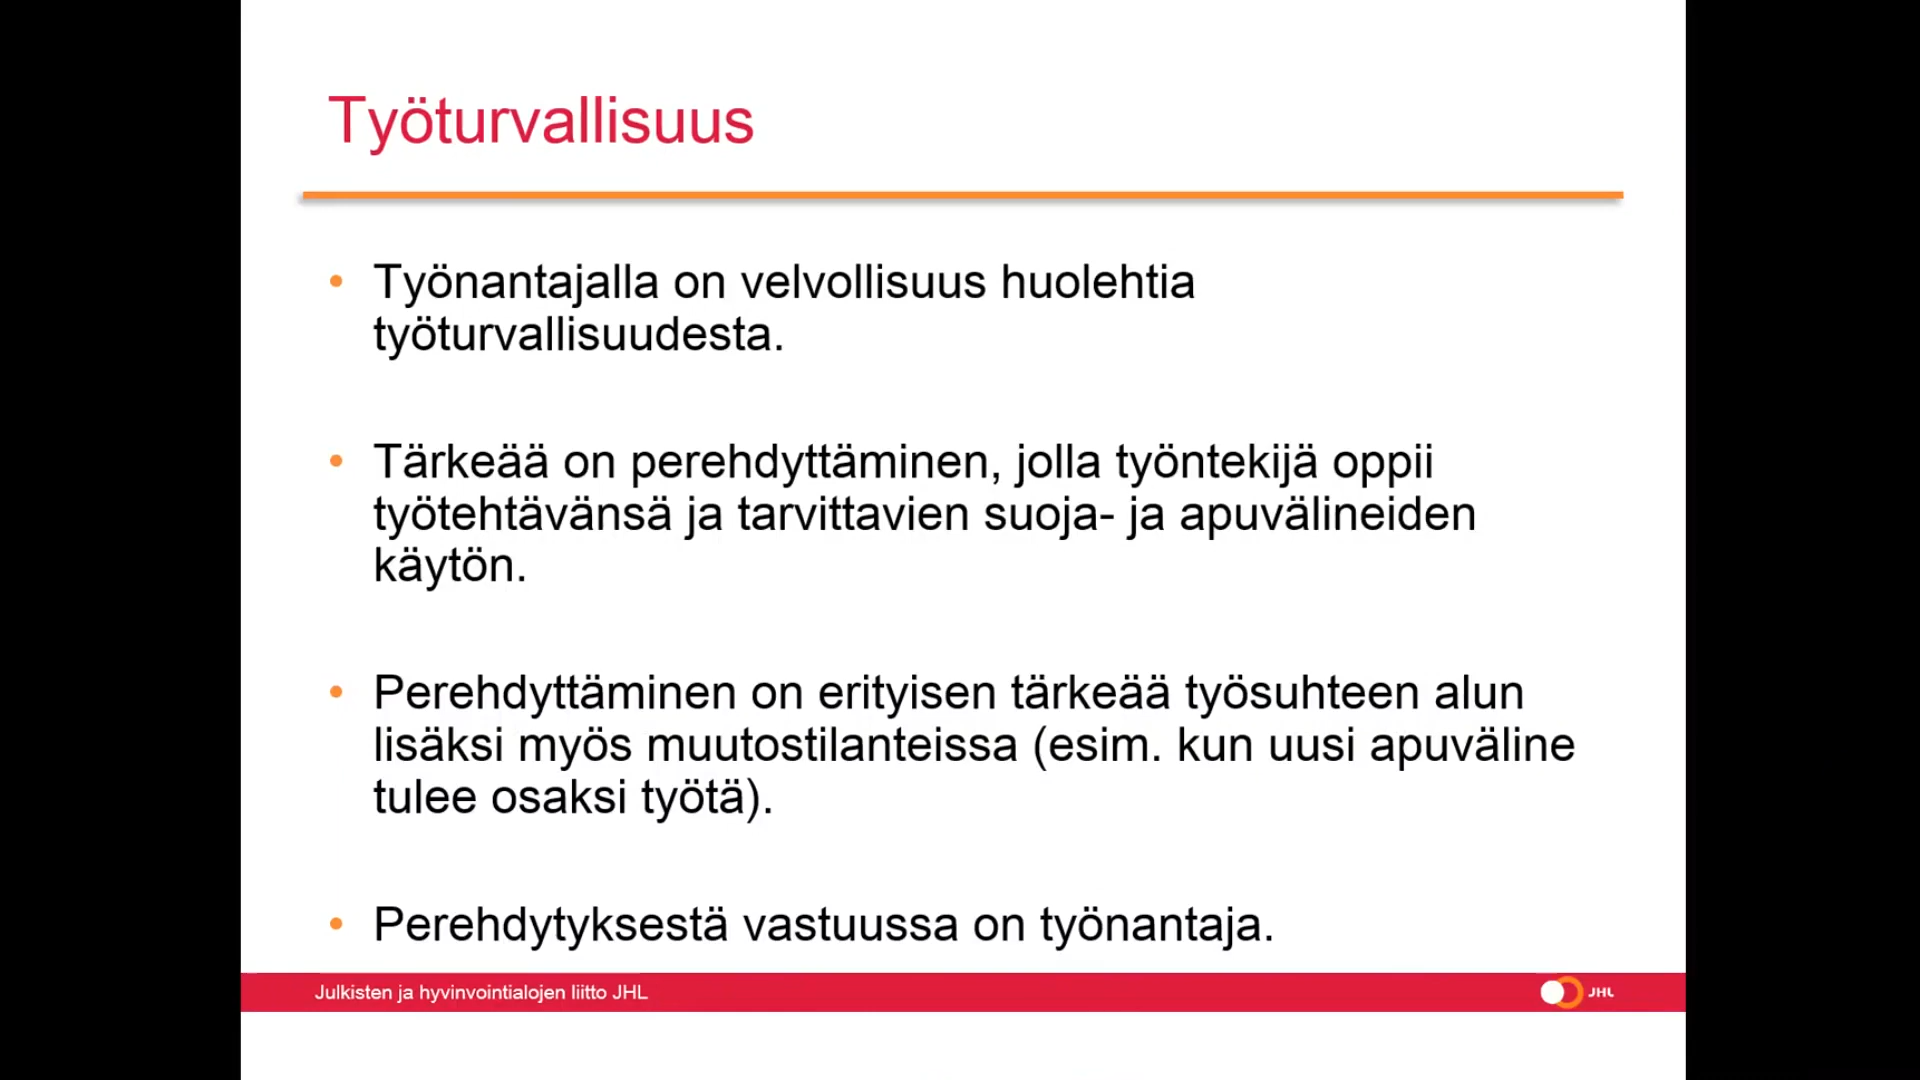 Työturvallisuus
• Työnantajalla on velvollisuus huolehtia
työturvallisuudesta.
• Tärkeää on perehdyttäminen, jolla työntekijä oppii
työtehtävänsä ja tarvittavien suoja- ja apuvälineiden
käytön.
• Perehdyttäminen on erityisen tärkeää työsuhteen alun
lisäksi myös muutostilanteissa (esim. kun uusi apuväline
tulee osaksi työtä).
• Perehdytyksestä vastuussa on työnantaja.
Julkisten ja hyvinvointialojen liitto JHL
JHL